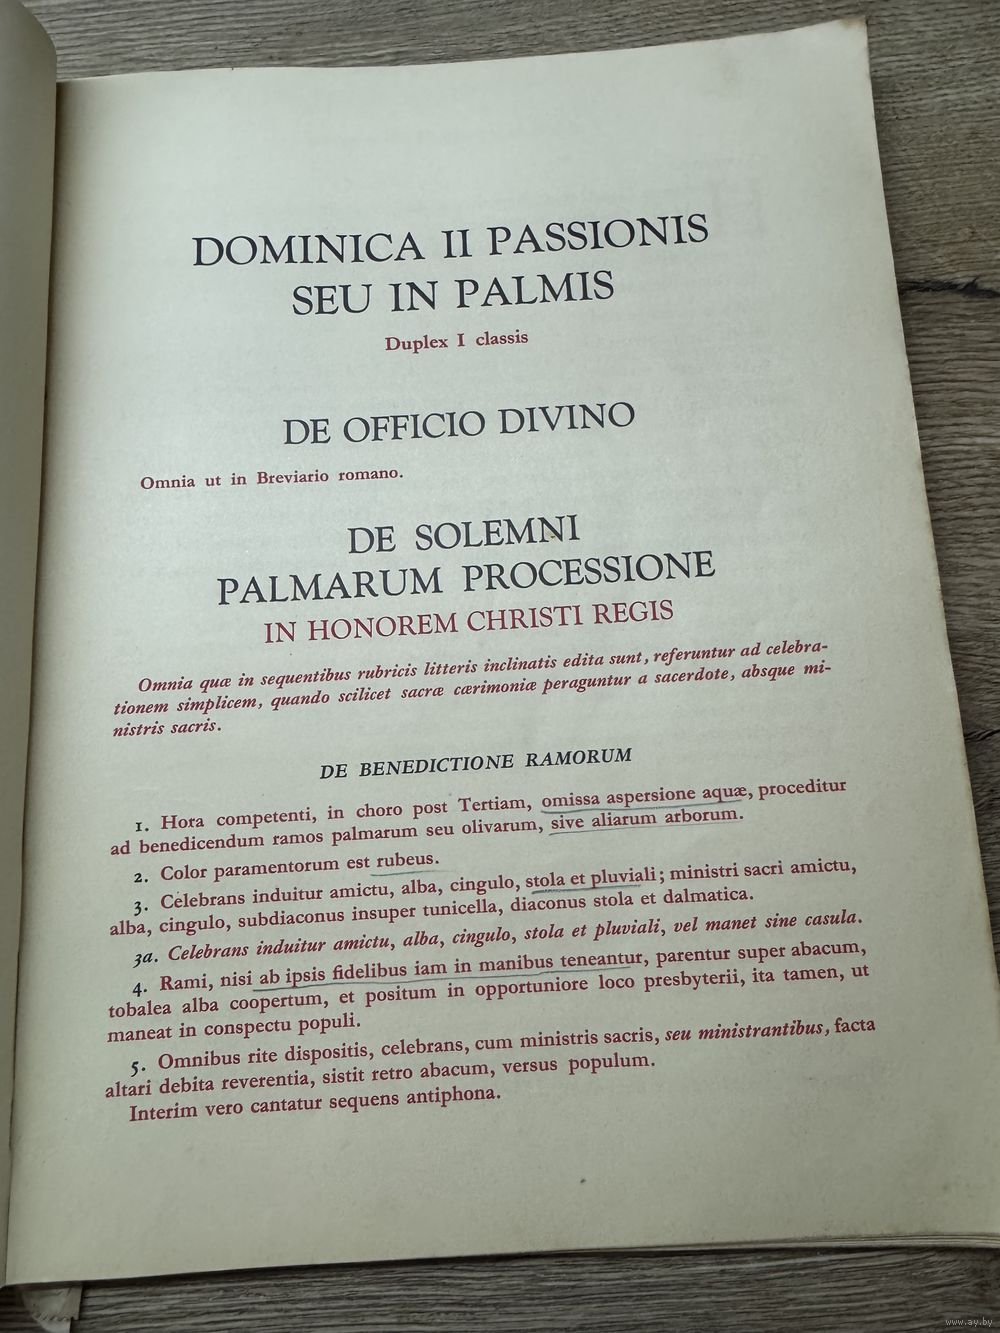 DOMINICA II PASSIONIS
SEU IN PALMIS
Duplex I classis
DE OFFICIO DIVINO
Omnia ut in Breviario romano.
DE SOLEMNI
PALMARUM PROCESSIONE
IN HONOREM CHRISTI REGIS
Omnia quæ in sequentibus rubricis litteris inclinatis edita sunt, referuntur ad celebra-
tionem simplicem, quando scilicet sacræ cærimoniæ peraguntur a sacerdote, absque mi-
nistris sacris.
DE BENEDICTIONE RAMORUM
1. Hora competenti, in choro post Tertiam, omissa aspersione aquæ, proceditur
ad benedicendum ramos palmarum seu olivarum, sive aliarum arborum.
2. Color paramentorum est rubeus.
3. Celebrans induitur amictu, alba, cingulo, stola et pluviali; ministri sacri amictu,
alba, cingulo, subdiaconus insuper tunicella, diaconus stola et dalmatica.
3a. Celebrans induitur amictu, alba, cingulo, stola et pluviali, vel manet sine casula.
4. Rami, nisi ab ipsis fidelibus iam in manibus teneantur, parentur super abacum,
tobalea alba coopertum, et positum in opportuniore loco presbyterii, ita tamen, ut
maneat in conspectu populi.
5. Omnibus rite dispositis, celebrans, cum ministris sacris, seu ministrantibus, facta
altari debita reverentia, sistit retro abacum, versus populum.
Interim vero cantatur sequens antiphona.
www.ay.by